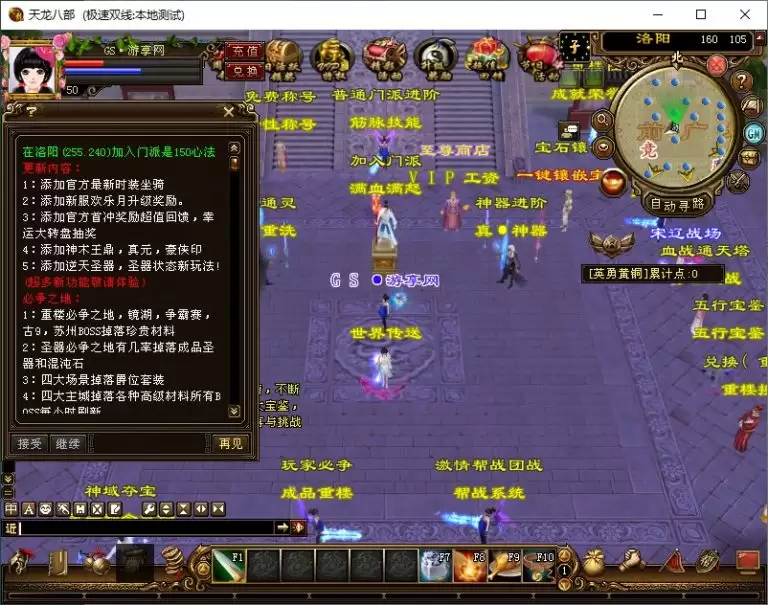 天龙八部 (极速双线:本地测试)
GS·游享网
充值
兑换
50
洛阳 160 105
北
GM
自动寻路
免费称号 普通门派进阶
性称号
筋脉技能
加入门派
至尊商店
宝石镶
满血满怒
VIP 工资
一键镶嵌宝
通灵
神器进阶
重洗
真●神器
宋辽战场
血战通天塔
[英勇黄铜]累计点:0
GS●游享网
世界传送
五行宝鉴
五行宝鉴
兑换(
重楼
?
在洛阳(255.240)加入门派是150心法
更新内容:
1:添加官方最新时装坐骑
2:添加新服欢乐月升级奖励。
3:添加官方首冲奖励超值回馈,幸
运大转盘抽奖
4:添加神木王鼎,真元,豪侠印
5:添加逆天圣器,圣器状态新玩法!
(超多新功能敬请体验)
必争之地:
1:重楼必争之地,镜湖,争霸赛,
古9,苏州BOSS掉落珍贵材料
2:圣器必争之地有几率掉落成品圣
器和混沌石
3:四大场景掉落爵位套装
4:四大主城掉落各种高级材料所有B
OSS每小时刷新
接受 继续 再见
,不断
宝鉴,
与挑战
玩家必争 激情帮战团战
神域夺宝 成品重楼 帮战系统
近
F1 F7 F8 F9 F10
1